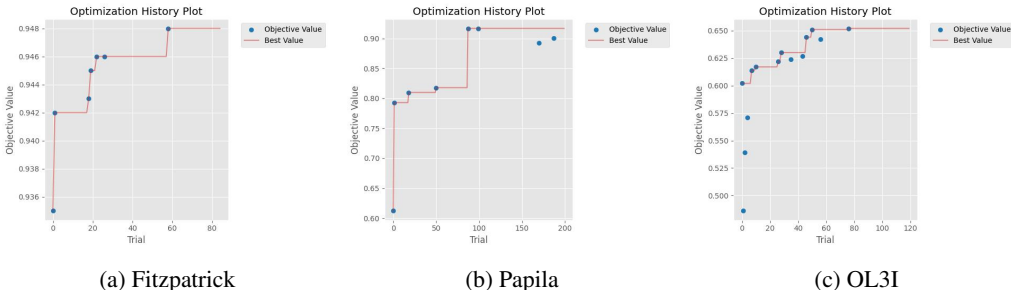 Optimization History Plot
0.948
0.946
0.944
0.942
0.940
0.938
0.936
Objective Value
0
20
40
60
80
Trial
Objective Value
Best Value
(a) Fitzpatrick
Optimization History Plot
0.90
0.85
0.80
0.75
0.70
0.65
0.60
Objective Value
0
50
100
150
200
Trial
Objective Value
Best Value
(b) Papila
Optimization History Plot
0.650
0.625
0.600
0.575
0.550
0.525
0.500
Objective Value
0
20
40
60
80
100
120
Trial
Objective Value
Best Value
(c) OL3I